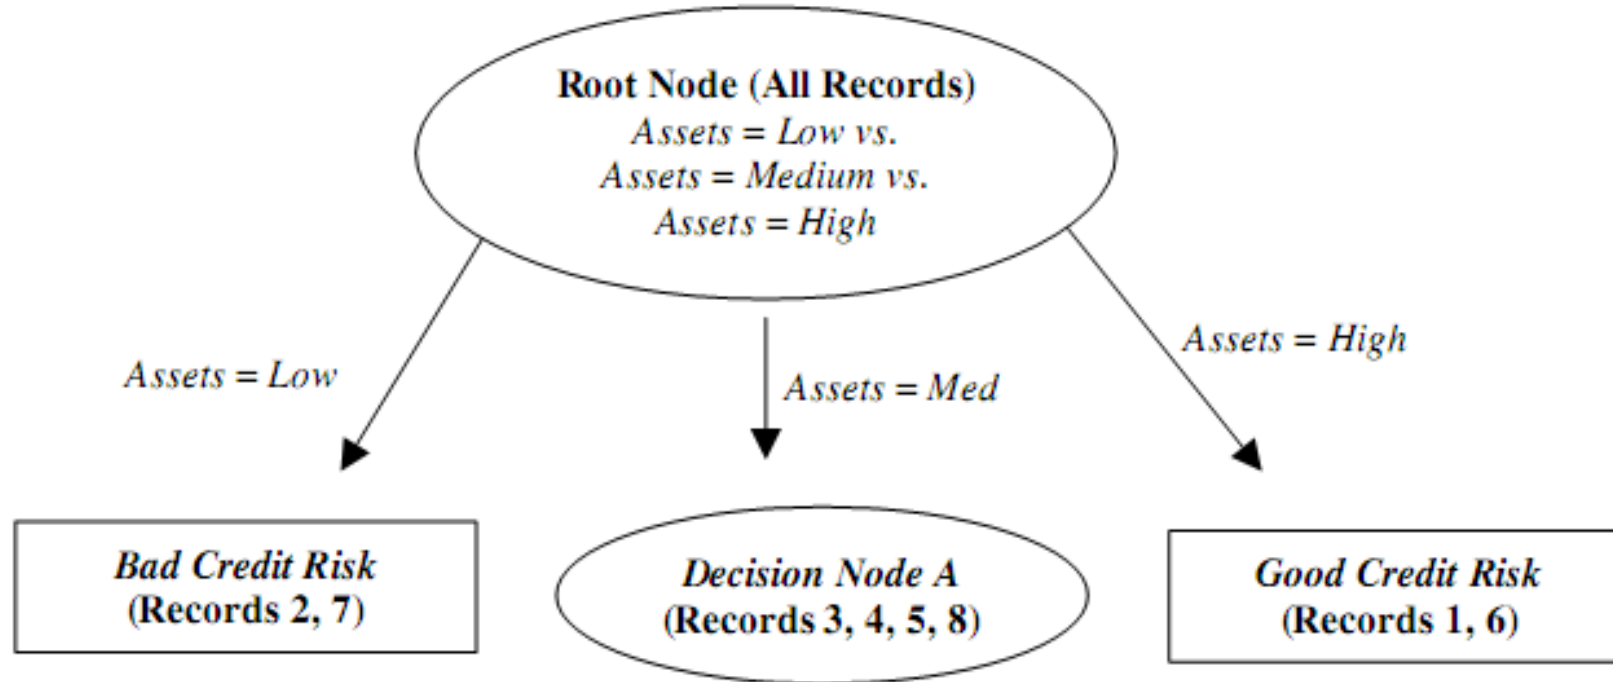 Root Node (All Records)
Assets = Low vs.
Assets = Medium vs.
Assets = High
Assets = Low
Assets = Med
Assets = High
Bad Credit Risk
(Records 2, 7)
Decision Node A
(Records 3, 4, 5, 8)
Good Credit Risk
(Records 1, 6)